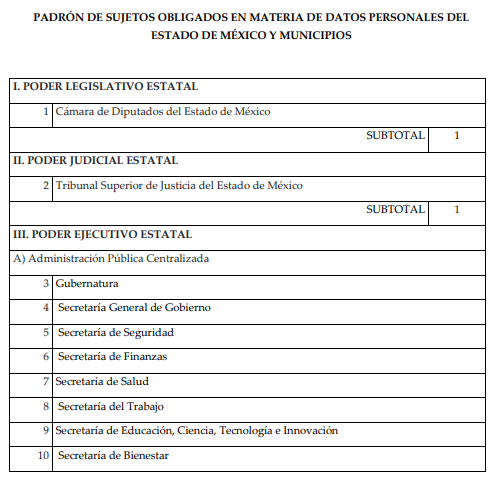 PADRÓN DE SUJETOS OBLIGADOS EN MATERIA DE DATOS PERSONALES DEL
ESTADO DE MÉXICO Y MUNICIPIOS
I. PODER LEGISLATIVO ESTATAL
1 Cámara de Diputados del Estado de México
SUBTOTAL 1
II. PODER JUDICIAL ESTATAL
2 Tribunal Superior de Justicia del Estado de México
SUBTOTAL 1
III. PODER EJECUTIVO ESTATAL
A) Administración Pública Centralizada
3 Gubernatura
4 Secretaría General de Gobierno
5 Secretaría de Seguridad
6 Secretaría de Finanzas
7 Secretaría de Salud
8 Secretaría del Trabajo
9 Secretaría de Educación, Ciencia, Tecnología e Innovación
10 Secretaría de Bienestar